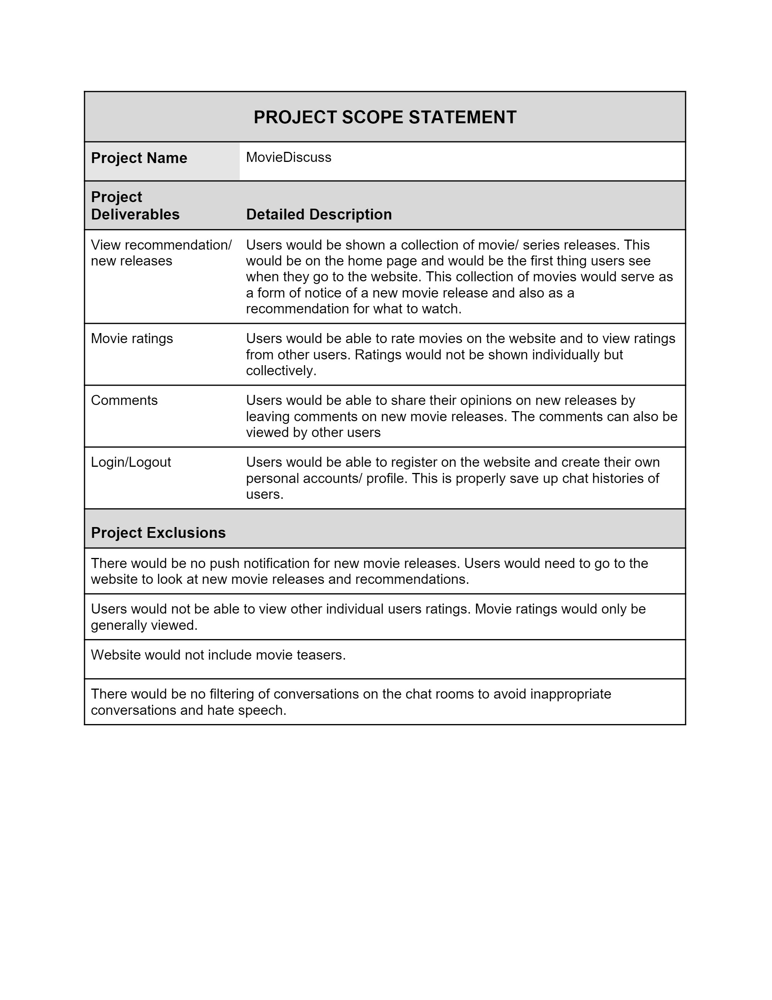 PROJECT SCOPE STATEMENT
Project Name
MovieDiscuss
Project
Deliverables
Detailed Description
View recommendation/
new releases
Users would be shown a collection of movie/ series releases. This
would be on the home page and would be the first thing users see
when they go to the website. This collection of movies would serve as
a form of notice of a new movie release and also as a
recommendation for what to watch.
Movie ratings
Users would be able to rate movies on the website and to view ratings
from other users. Ratings would not be shown individually but
collectively.
Comments
Users would be able to share their opinions on new releases by
leaving comments on new movie releases. The comments can also be
viewed by other users
Login/Logout
Users would be able to register on the website and create their own
personal accounts/ profile. This is properly save up chat histories of
users.
Project Exclusions
There would be no push notification for new movie releases. Users would need to go to the
website to look at new movie releases and recommendations.
Users would not be able to view other individual users ratings. Movie ratings would only be
generally viewed.
Website would not include movie teasers.
There would be no filtering of conversations on the chat rooms to avoid inappropriate
conversations and hate speech.